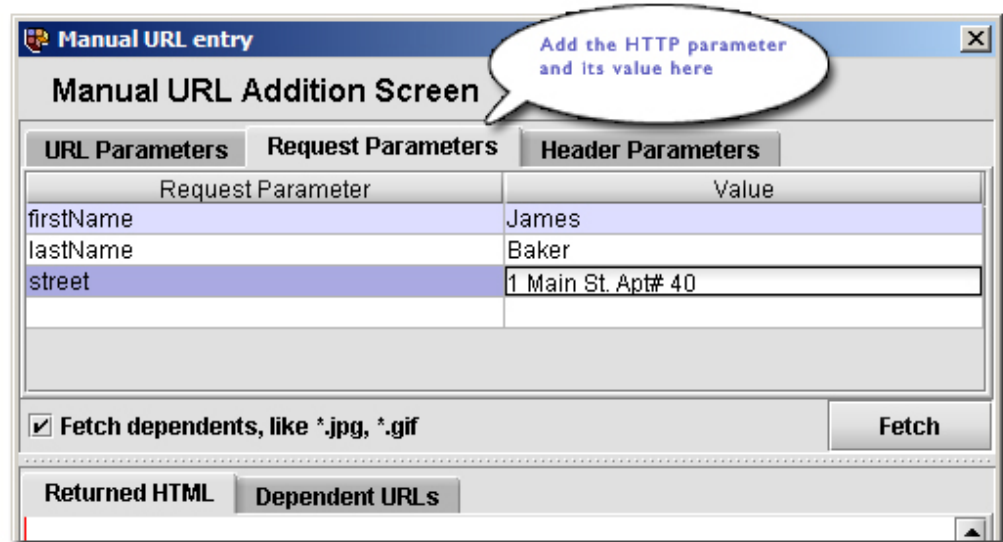 Manual URL entry
Add the HTTP parameter
and its value here
Manual URL Addition Screen
URL Parameters Request Parameters Header Parameters
Request Parameter Value
firstName James
lastName Baker
street 1 Main St. Apt# 40
Fetch dependents, like *.jpg, *.gif Fetch
Returned HTML Dependent URLs